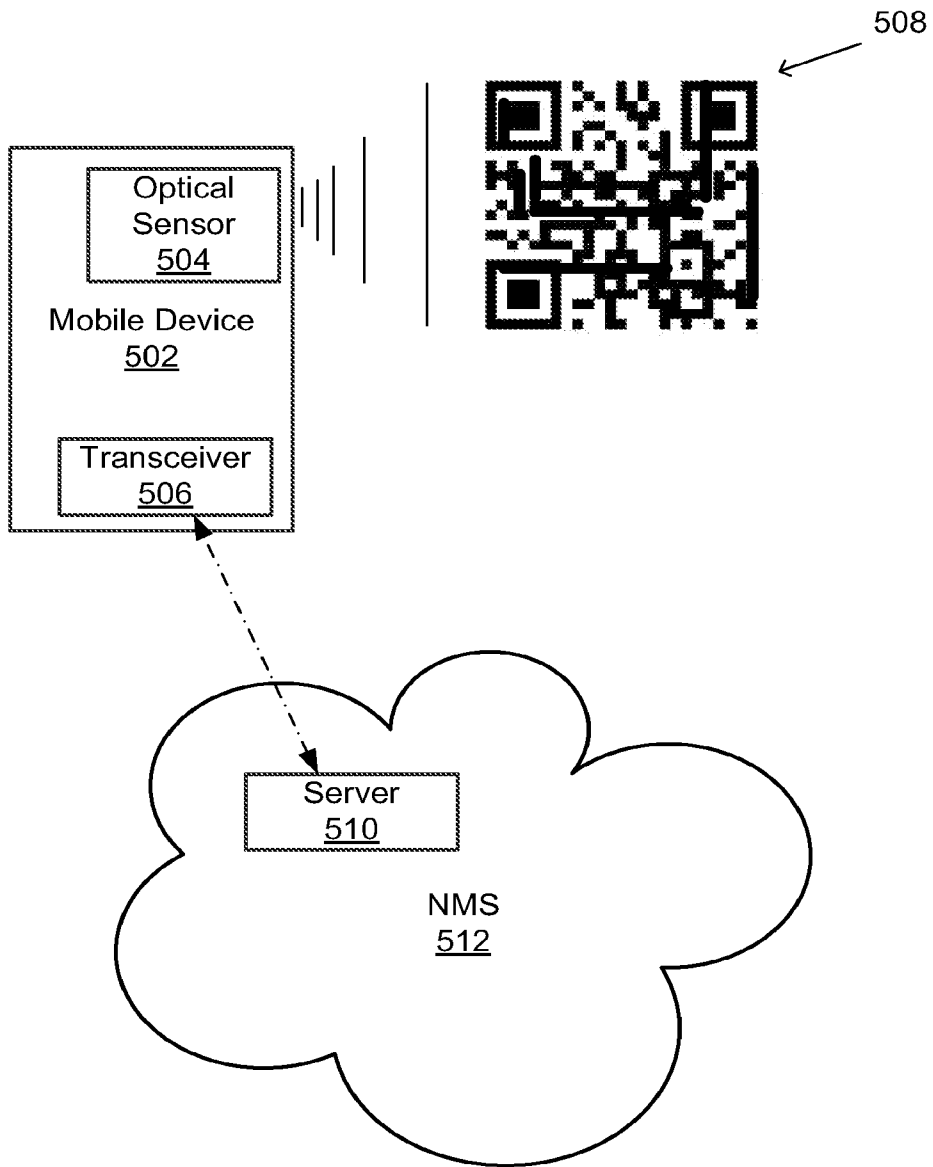 508
Optical
Sensor
504
Mobile Device
502
Transceiver
506
Server
510
NMS
512